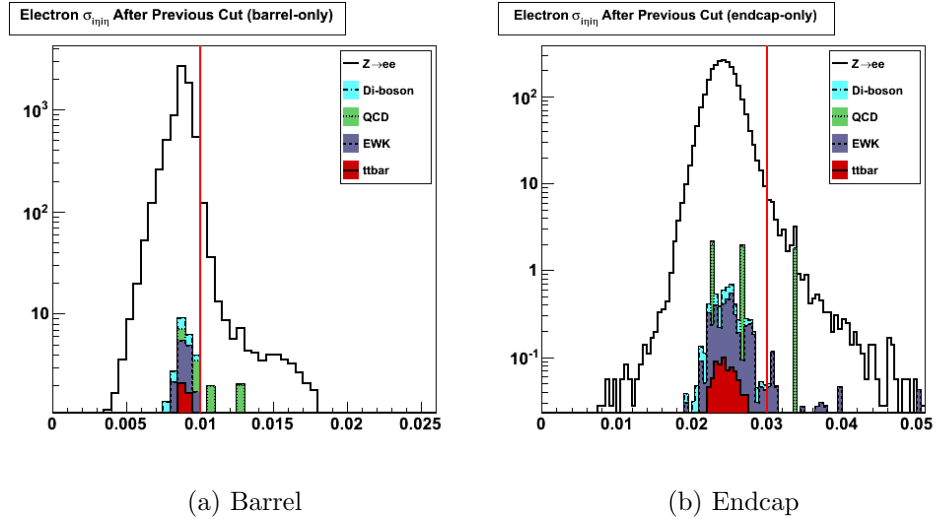 Electron σiηiη After Previous Cut (barrel-only)
Z→ee
Di-boson
QCD
EWK
ttbar
10³
10²
10
0
0.005
0.01
0.015
0.02
0.025
(a) Barrel
Electron σiηiη After Previous Cut (endcap-only)
Z→ee
Di-boson
QCD
EWK
ttbar
10²
10
1
10⁻¹
0
0.01
0.02
0.03
0.04
0.05
(b) Endcap